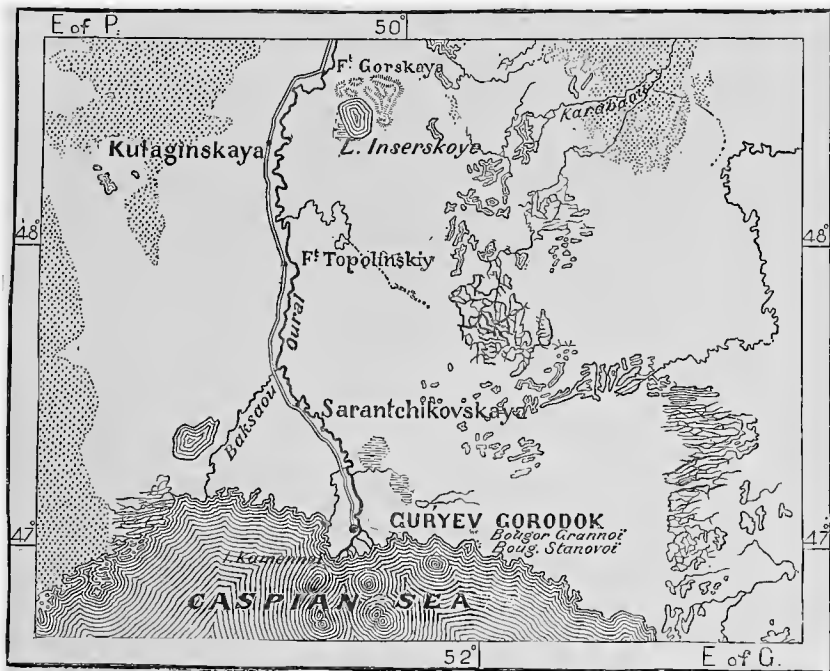 E of P.
50°
Fᵗ Gorskaya
Karabaou
Kulaginskaya
L. Inserskoye
48°
48°
Fᵗ Topolinskiy
Oural
Baksaou
Sarantchikovskaya
GURYEV GORODOK
Bougor Grannoï
Boug. Stanovoï
47°
47°
I. Kamennoi
CASPIAN SEA
52°
E of G.